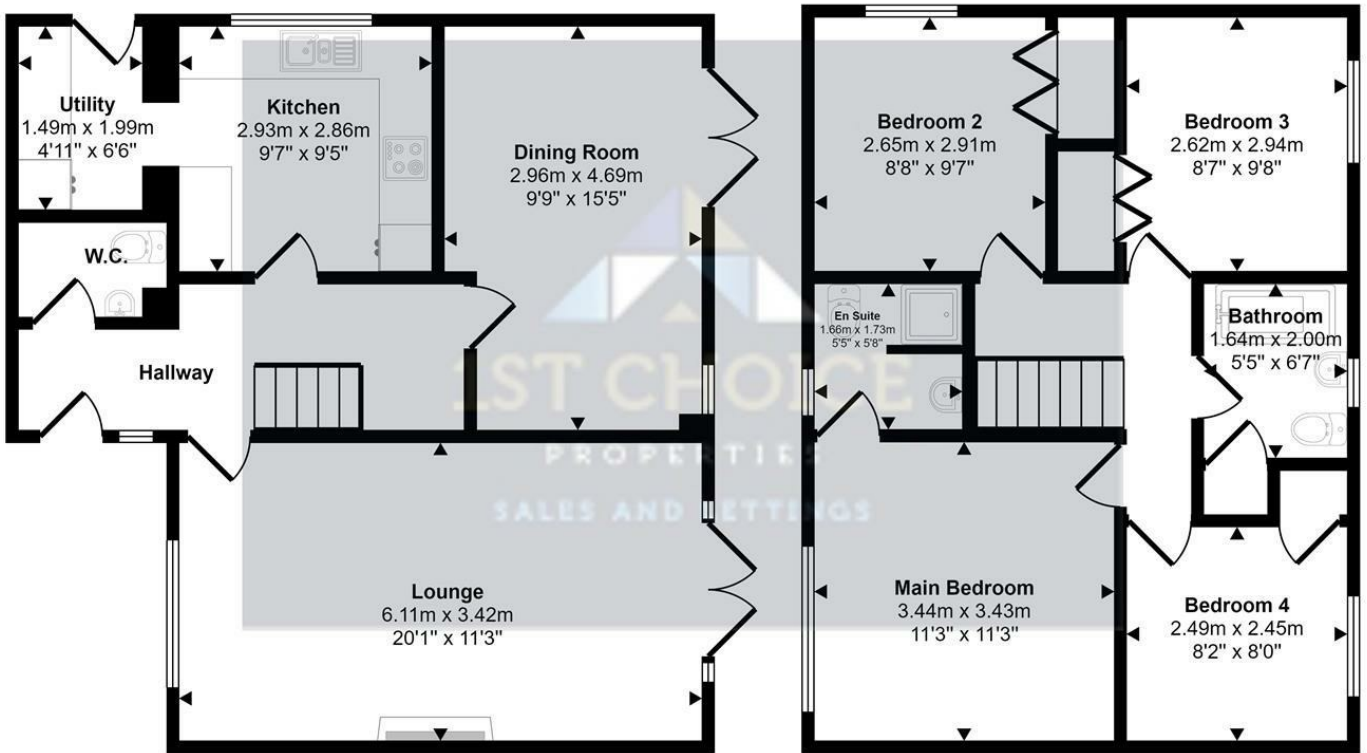 Utility
1.49m x 1.99m
4'11" x 6'6"
Kitchen
2.93m x 2.86m
9'7" x 9'5"
Dining Room
2.96m x 4.69m
9'9" x 15'5"
W.C.
Hallway
Lounge
6.11m x 3.42m
20'1" x 11'3"
Bedroom 2
2.65m x 2.91m
8'8" x 9'7"
Bedroom 3
2.62m x 2.94m
8'7" x 9'8"
En Suite
1.66m x 1.73m
5'5" x 5'8"
Bathroom
1.64m x 2.00m
5'5" x 6'7"
Main Bedroom
3.44m x 3.43m
11'3" x 11'3"
Bedroom 4
2.49m x 2.45m
8'2" x 8'0"
1ST CHOICE
PROPERTIES
SALES AND LETTINGS